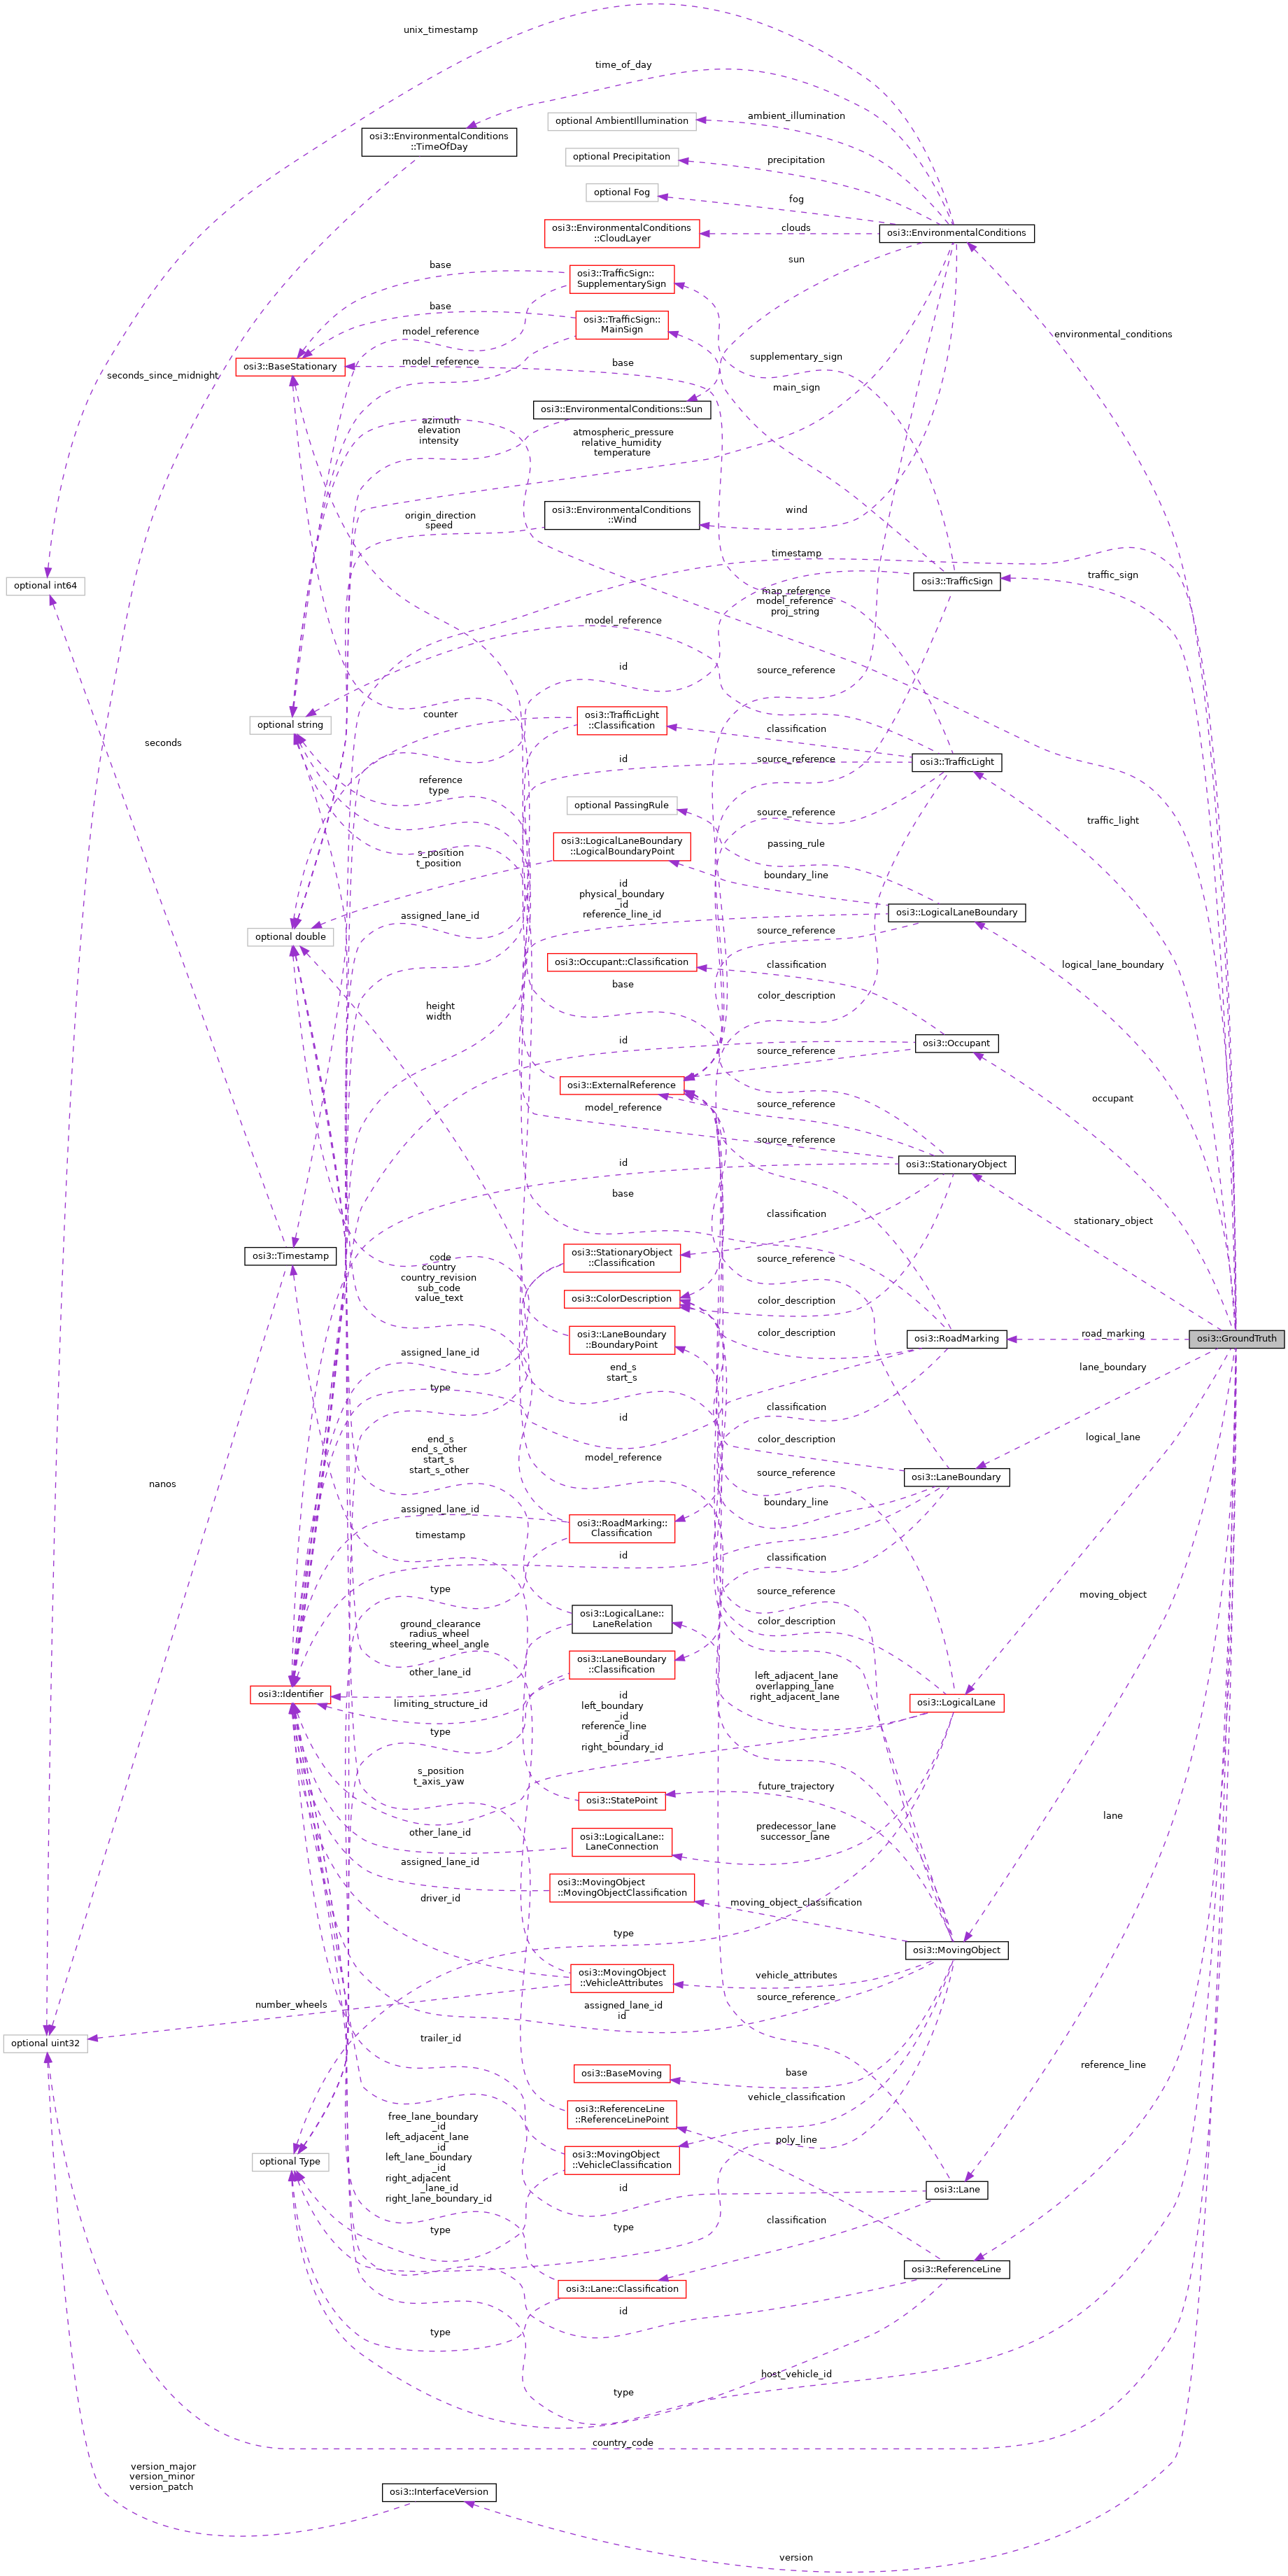 unix_timestamp
time_of_day
ambient_illumination
optional AmbientIllumination
osi3::EnvironmentalConditions
::TimeOfDay
optional Precipitation
precipitation
optional Fog
fog
osi3::EnvironmentalConditions
::CloudLayer
clouds
osi3::EnvironmentalConditions
sun
base
osi3::TrafficSign::
SupplementarySign
base
osi3::TrafficSign::
MainSign
model_reference
environmental_conditions
supplementary_sign
model_reference
base
osi3::BaseStationary
seconds_since_midnight
main_sign
osi3::EnvironmentalConditions::Sun
azimuth
elevation
intensity
atmospheric_pressure
relative_humidity
temperature
origin_direction
speed
osi3::EnvironmentalConditions
::Wind
wind
timestamp
traffic_sign
osi3::TrafficSign
optional int64
map_reference
model_reference
proj_string
model_reference
id
source_reference
counter
osi3::TrafficLight
::Classification
optional string
classification
seconds
id
source_reference
osi3::TrafficLight
reference
type
optional PassingRule
source_reference
traffic_light
passing_rule
osi3::LogicalLaneBoundary
::LogicalBoundaryPoint
s_position
t_position
boundary_line
id
physical_boundary
_id
reference_line_id
assigned_lane_id
osi3::LogicalLaneBoundary
source_reference
optional double
osi3::Occupant::Classification
classification
logical_lane_boundary
base
color_description
height
width
id
osi3::Occupant
source_reference
osi3::ExternalReference
occupant
source_reference
model_reference
source_reference
id
osi3::StationaryObject
base
classification
stationary_object
osi3::Timestamp
osi3::StationaryObject
::Classification
source_reference
code
country
country_revision
sub_code
value_text
osi3::ColorDescription
color_description
osi3::LaneBoundary
::BoundaryPoint
color_description
osi3::RoadMarking
road_marking
osi3::GroundTruth
assigned_lane_id
end_s
start_s
lane_boundary
type
id
classification
color_description
logical_lane
end_s
end_s_other
start_s
start_s_other
model_reference
source_reference
osi3::LaneBoundary
nanos
boundary_line
assigned_lane_id
osi3::RoadMarking::
Classification
timestamp
id
classification
type
source_reference
moving_object
osi3::LogicalLane::
LaneRelation
color_description
ground_clearance
radius_wheel
steering_wheel_angle
osi3::LaneBoundary
::Classification
other_lane_id
left_adjacent_lane
overlapping_lane
right_adjacent_lane
osi3::Identifier
limiting_structure_id
id
left_boundary
_id
reference_line
_id
right_boundary_id
osi3::LogicalLane
type
s_position
t_axis_yaw
osi3::StatePoint
future_trajectory
lane
other_lane_id
osi3::LogicalLane::
LaneConnection
predecessor_lane
successor_lane
assigned_lane_id
osi3::MovingObject
::MovingObjectClassification
driver_id
moving_object_classification
type
osi3::MovingObject
osi3::MovingObject
::VehicleAttributes
vehicle_attributes
source_reference
number_wheels
assigned_lane_id
id
optional uint32
trailer_id
reference_line
osi3::BaseMoving
base
vehicle_classification
osi3::ReferenceLine
::ReferenceLinePoint
free_lane_boundary
_id
left_adjacent_lane
_id
left_lane_boundary
_id
right_adjacent
_lane_id
right_lane_boundary_id
poly_line
optional Type
osi3::MovingObject
::VehicleClassification
id
osi3::Lane
classification
type
type
osi3::ReferenceLine
osi3::Lane::Classification
id
type
host_vehicle_id
type
country_code
version_major
version_minor
version_patch
osi3::InterfaceVersion
version